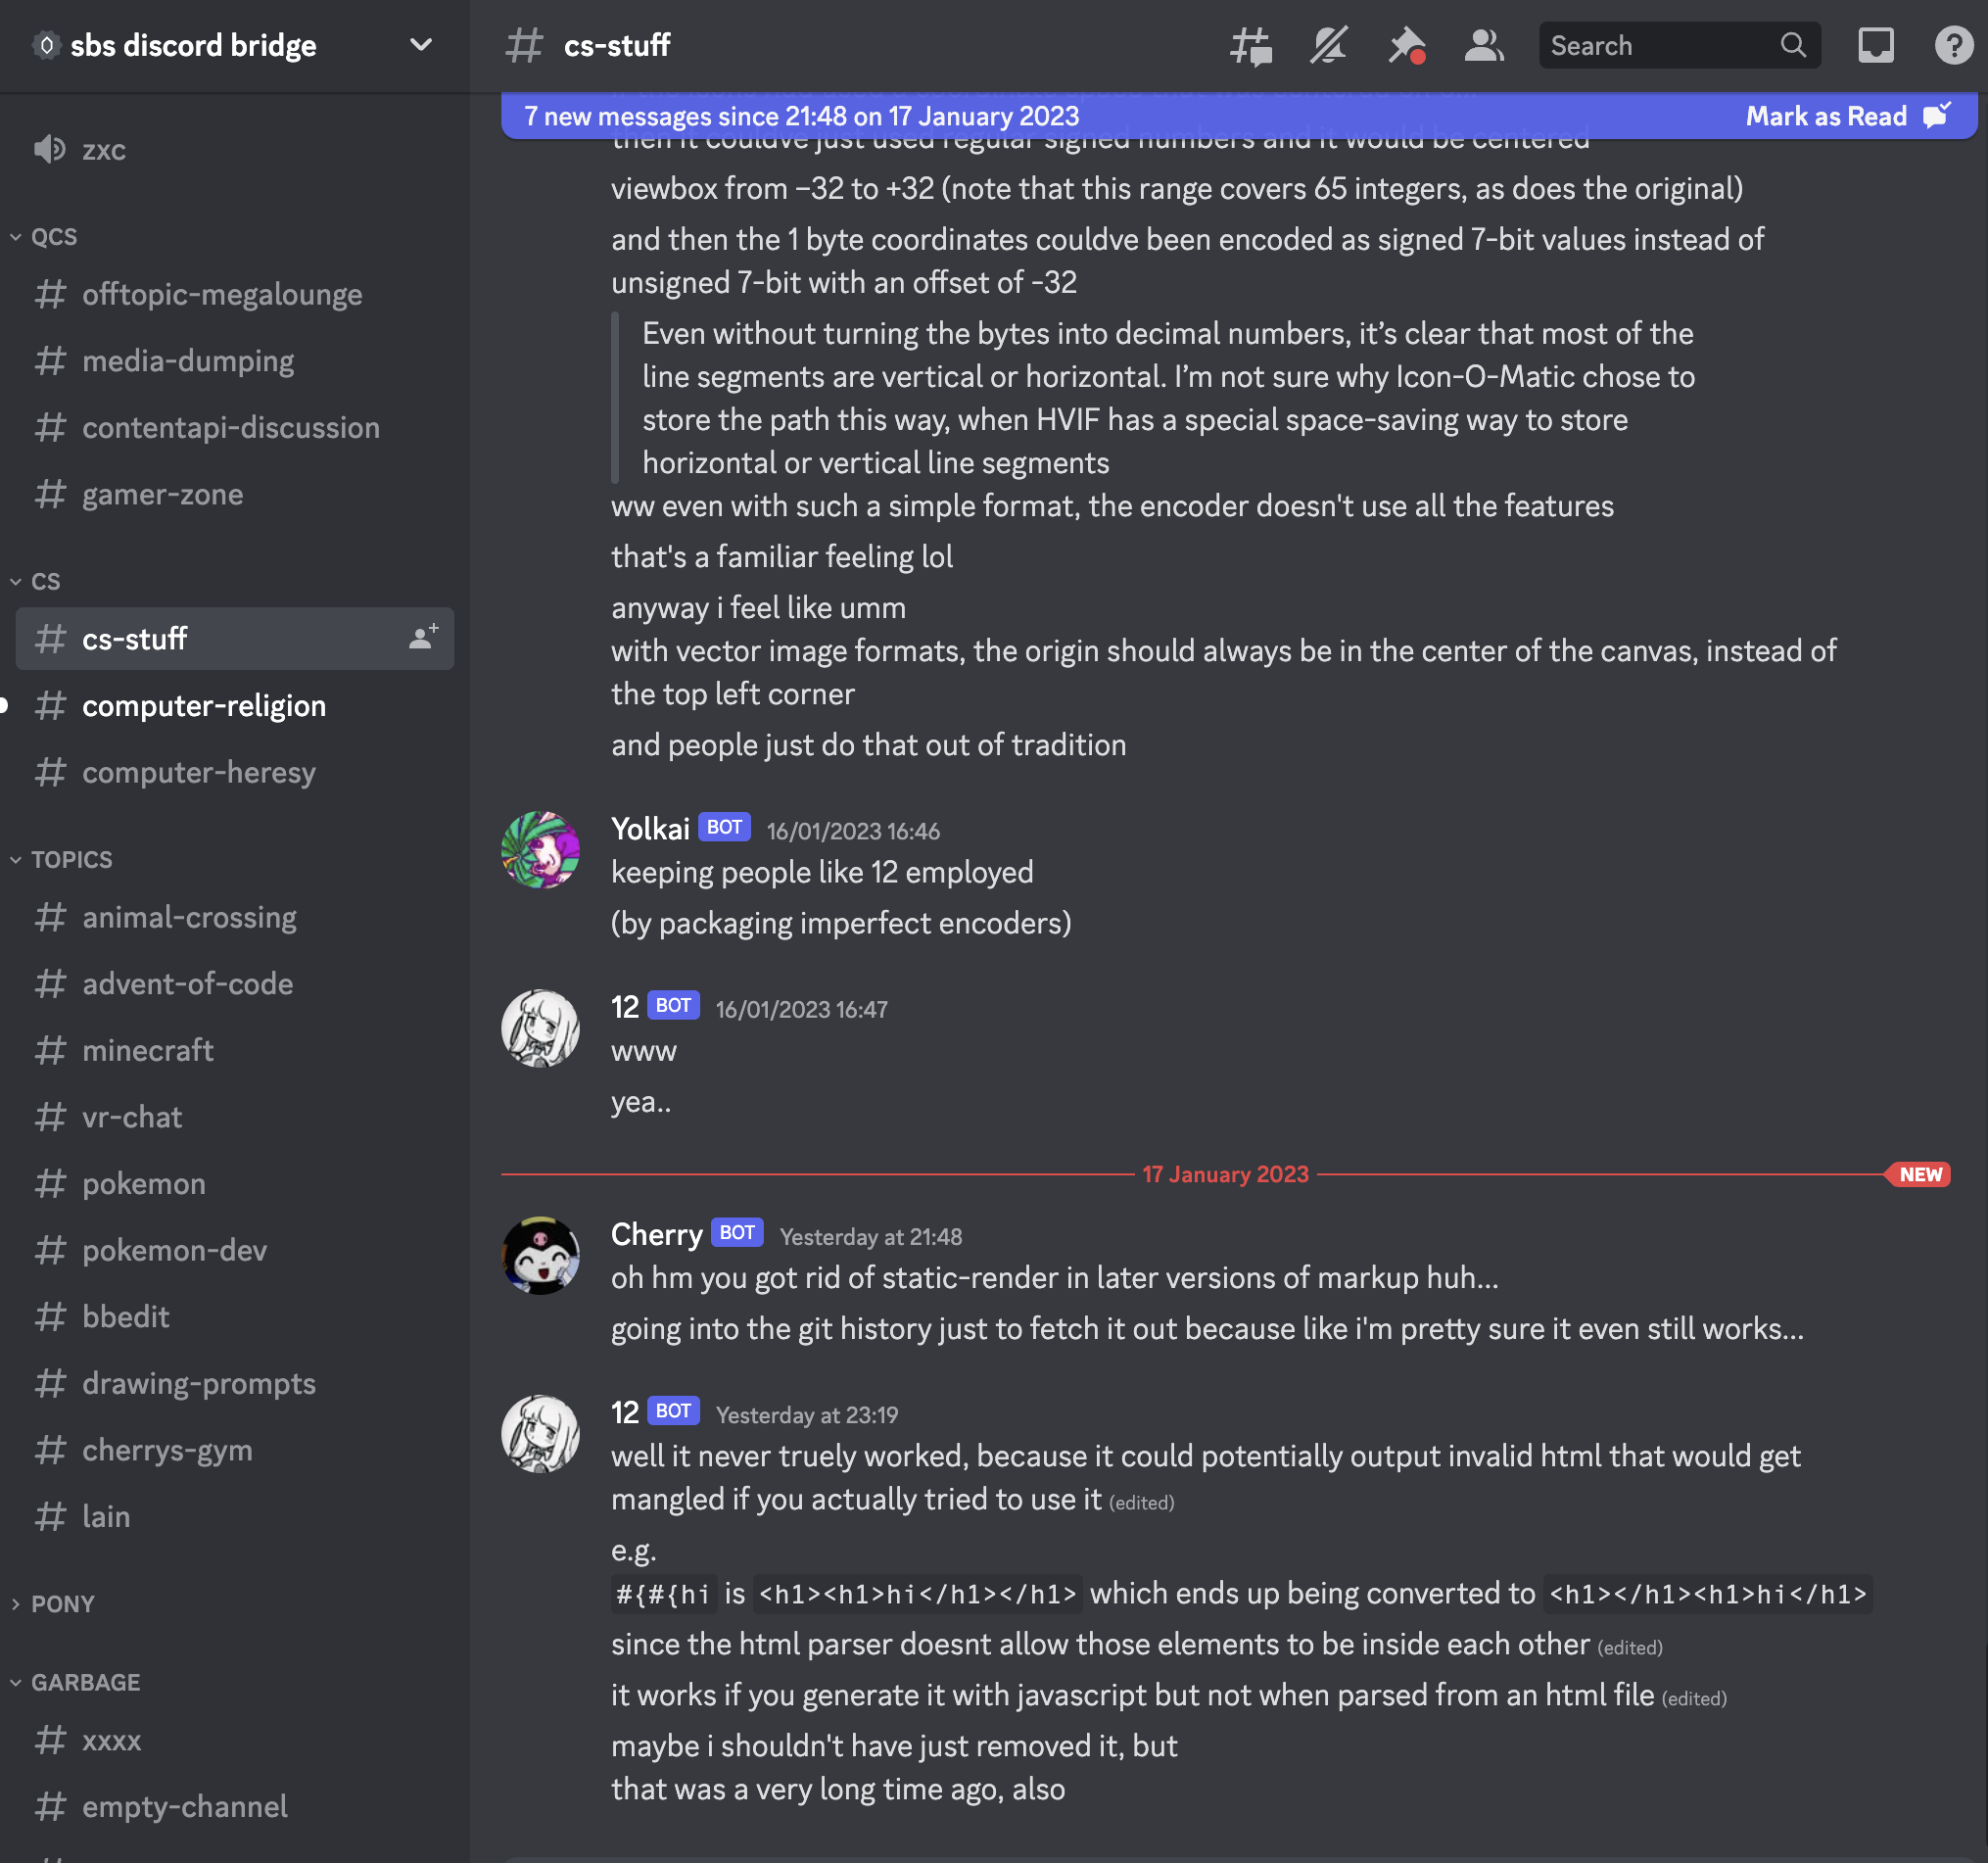 sbs discord bridge
zxc
QCS
offtopic-megalounge
media-dumping
contentapi-discussion
gamer-zone
CS
cs-stuff
computer-religion
computer-heresy
TOPICS
animal-crossing
advent-of-code
minecraft
vr-chat
pokemon
pokemon-dev
bbedit
drawing-prompts
cherrys-gym
lain
PONY
GARBAGE
xxxx
empty-channel
cs-stuff
Search
7 new messages since 21:48 on 17 January 2023
Mark as Read
then it couldve just used regular signed numbers and it would be centered
viewbox from −32 to +32 (note that this range covers 65 integers, as does the original)
and then the 1 byte coordinates couldve been encoded as signed 7-bit values instead of
unsigned 7-bit with an offset of -32
Even without turning the bytes into decimal numbers, it’s clear that most of the
line segments are vertical or horizontal. I’m not sure why Icon-O-Matic chose to
store the path this way, when HVIF has a special space-saving way to store
horizontal or vertical line segments
ww even with such a simple format, the encoder doesn't use all the features
that's a familiar feeling lol
anyway i feel like umm
with vector image formats, the origin should always be in the center of the canvas, instead of
the top left corner
and people just do that out of tradition
Yolkai BOT 16/01/2023 16:46
keeping people like 12 employed
(by packaging imperfect encoders)
12 BOT 16/01/2023 16:47
www
yea..
17 January 2023 NEW
Cherry BOT Yesterday at 21:48
oh hm you got rid of static-render in later versions of markup huh...
going into the git history just to fetch it out because like i'm pretty sure it even still works...
12 BOT Yesterday at 23:19
well it never truely worked, because it could potentially output invalid html that would get
mangled if you actually tried to use it (edited)
e.g.
#{#{hi is <h1><h1>hi</h1></h1> which ends up being converted to <h1></h1><h1>hi</h1>
since the html parser doesnt allow those elements to be inside each other (edited)
it works if you generate it with javascript but not when parsed from an html file (edited)
maybe i shouldn't have just removed it, but
that was a very long time ago, also